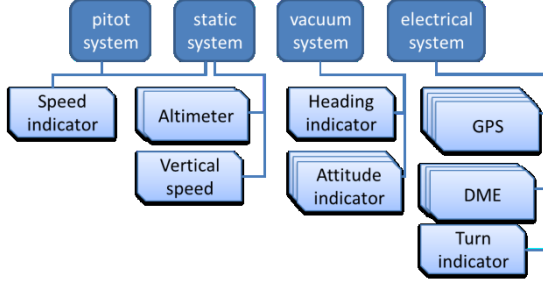 pitot
system
static
system
vacuum
system
electrical
system
Speed
indicator
Altimeter
Heading
indicator
GPS
Vertical
speed
Attitude
indicator
DME
Turn
indicator